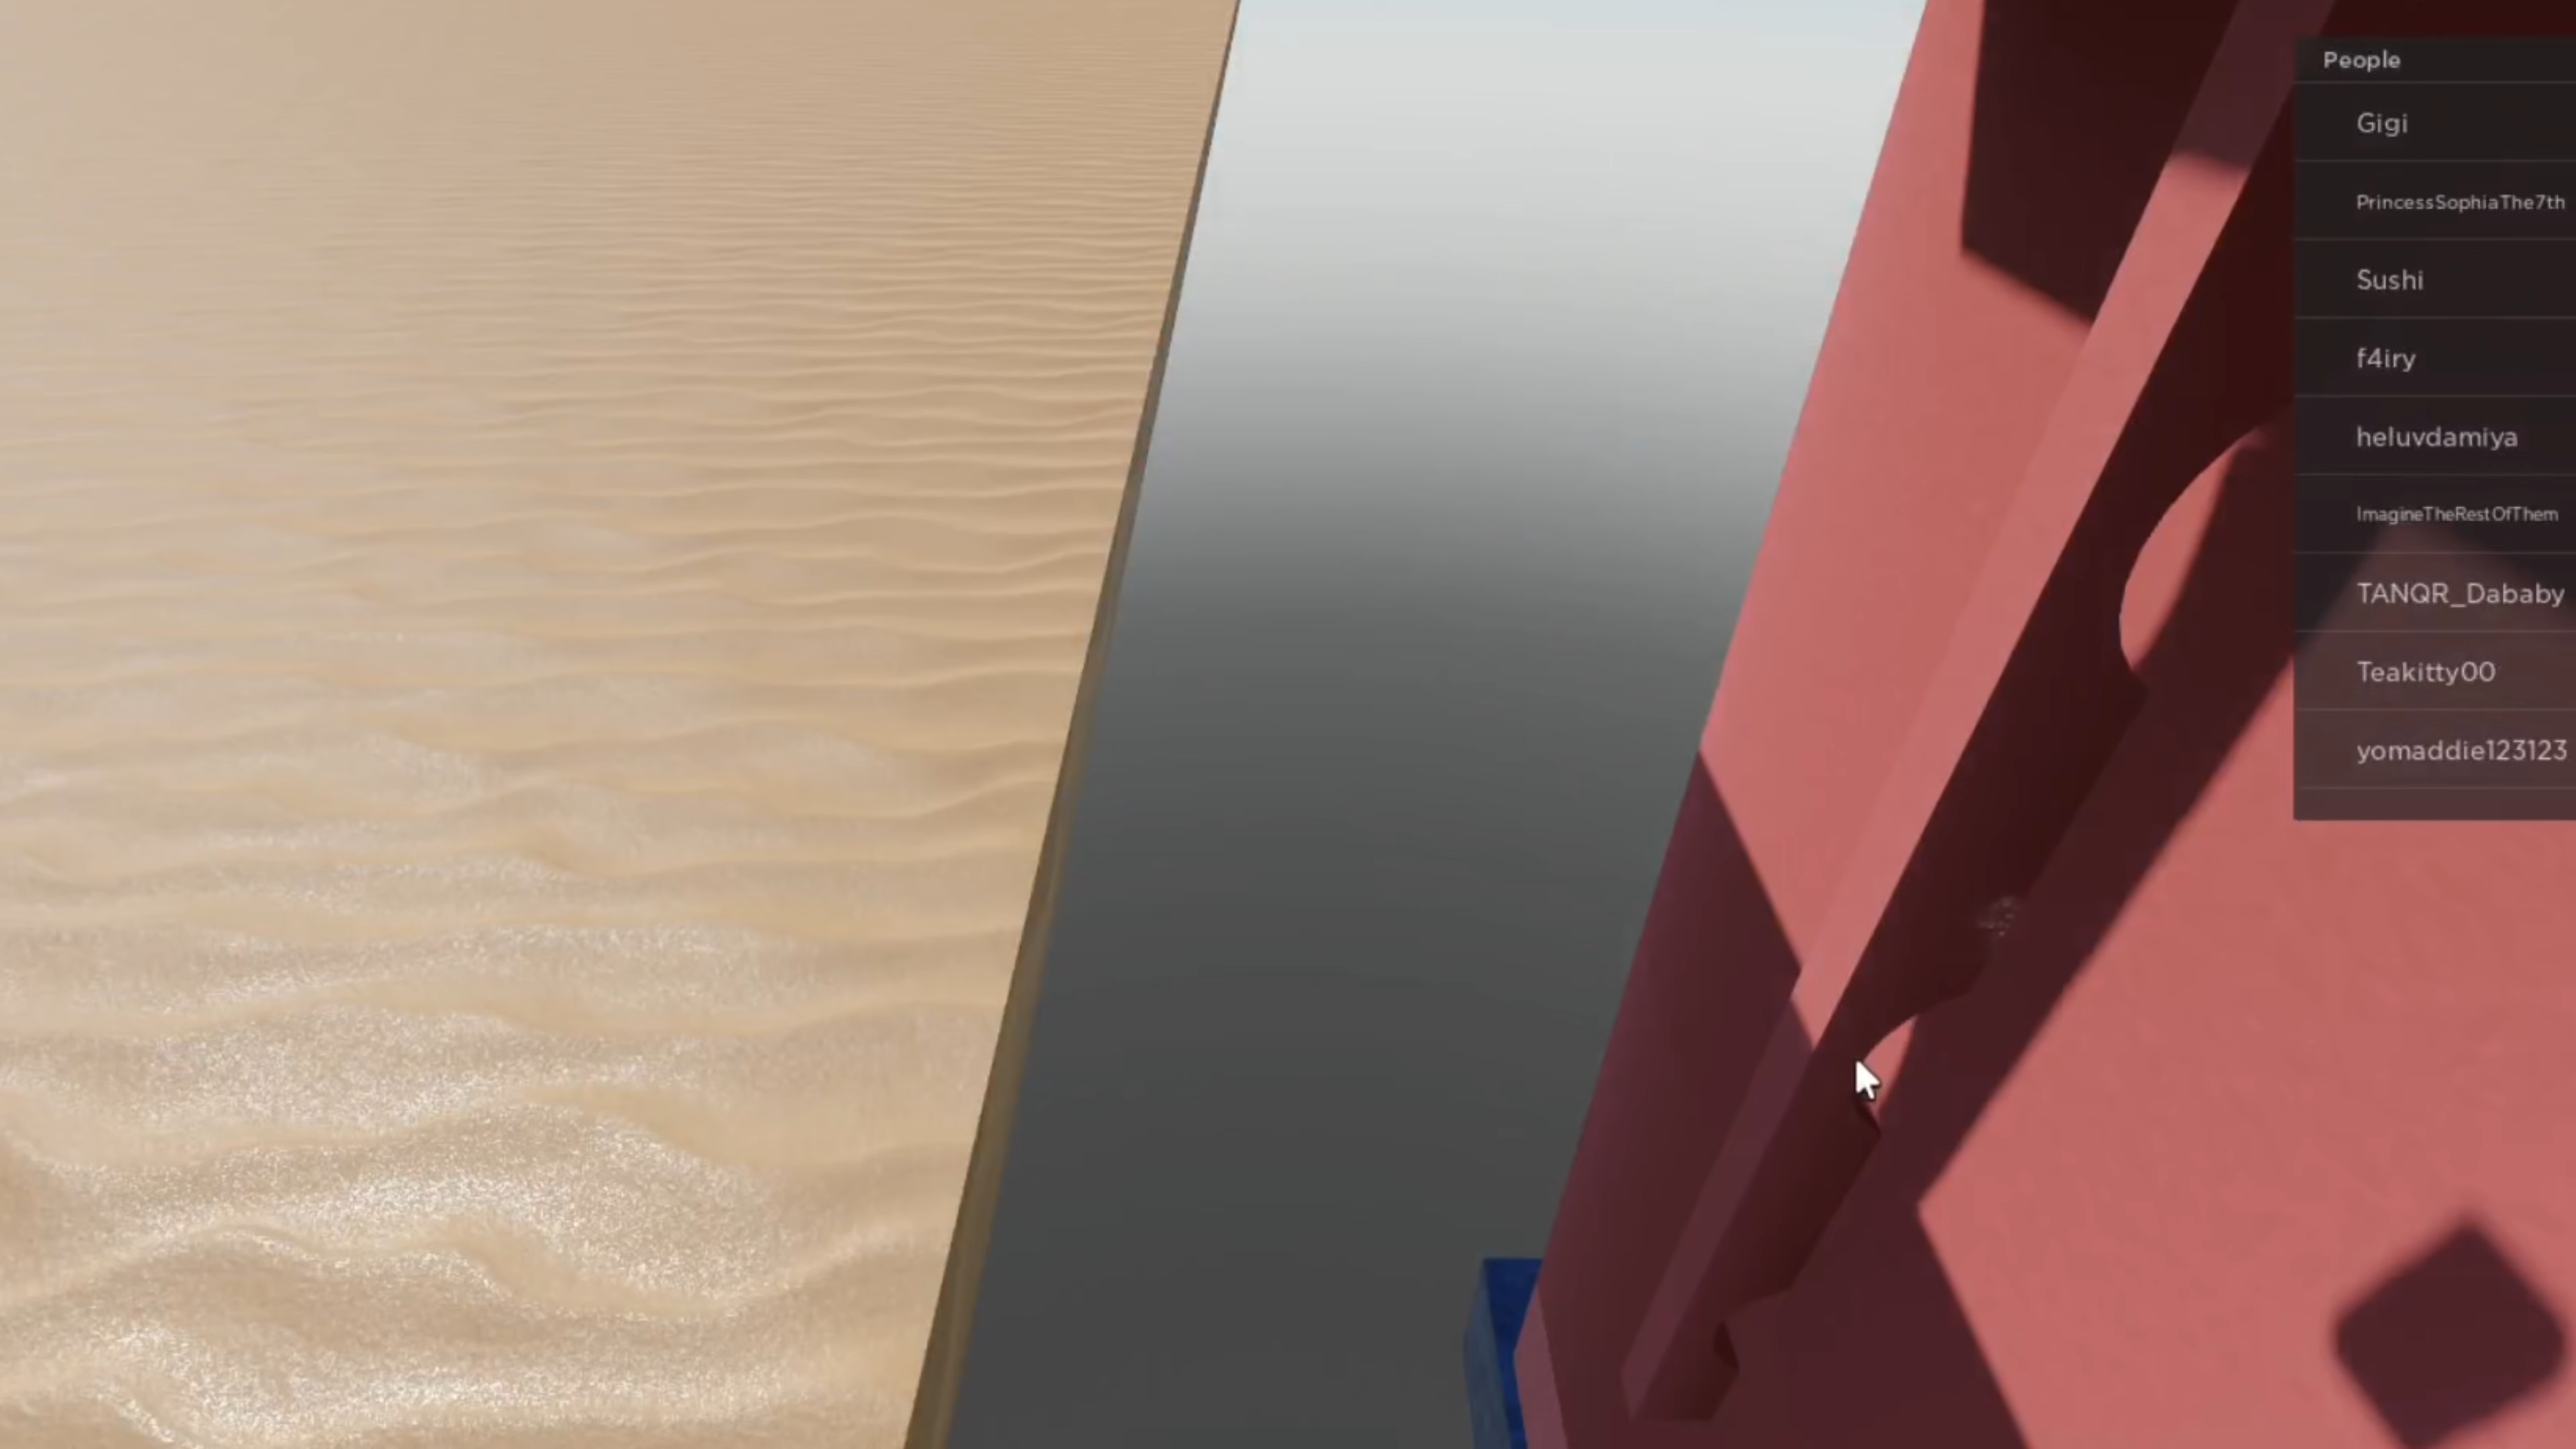 People
Gigi
PrincessSophiaThe7th
Sushi
f4iry
heluvdamiya
ImagineTheRestOfThem
TANQR_Dababy
Teakitty00
yomaddie123123